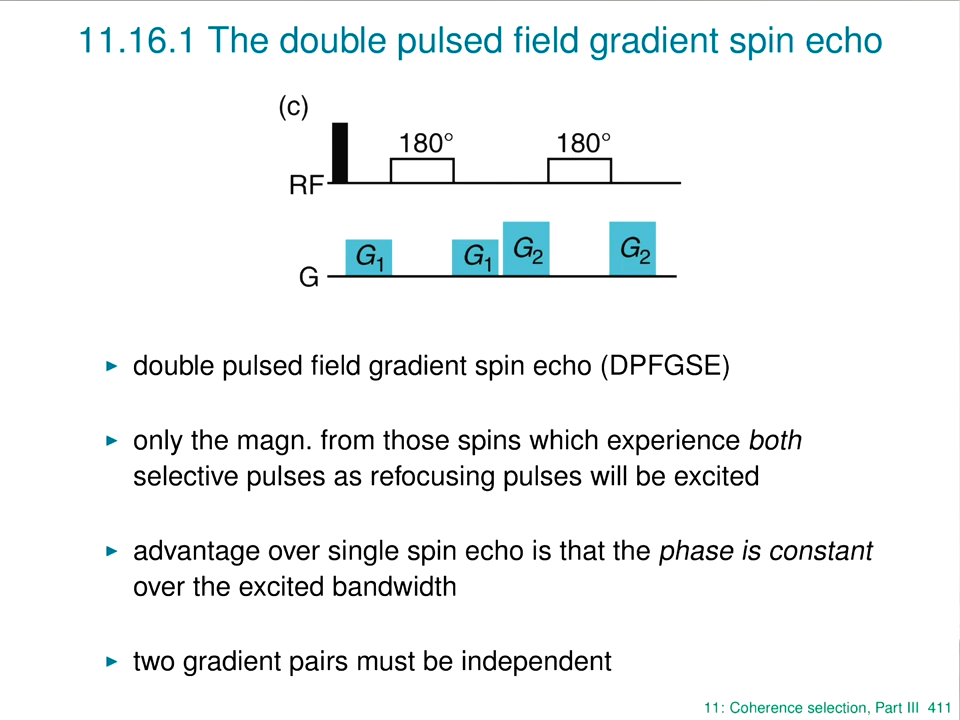 11.16.1 The double pulsed field gradient spin echo
(c)
180° 180°
RF
G1 G1 G2 G2
G
▶ double pulsed field gradient spin echo (DPFGSE)
▶ only the magn. from those spins which experience both
selective pulses as refocusing pulses will be excited
▶ advantage over single spin echo is that the phase is constant
over the excited bandwidth
▶ two gradient pairs must be independent
11: Coherence selection, Part III 411